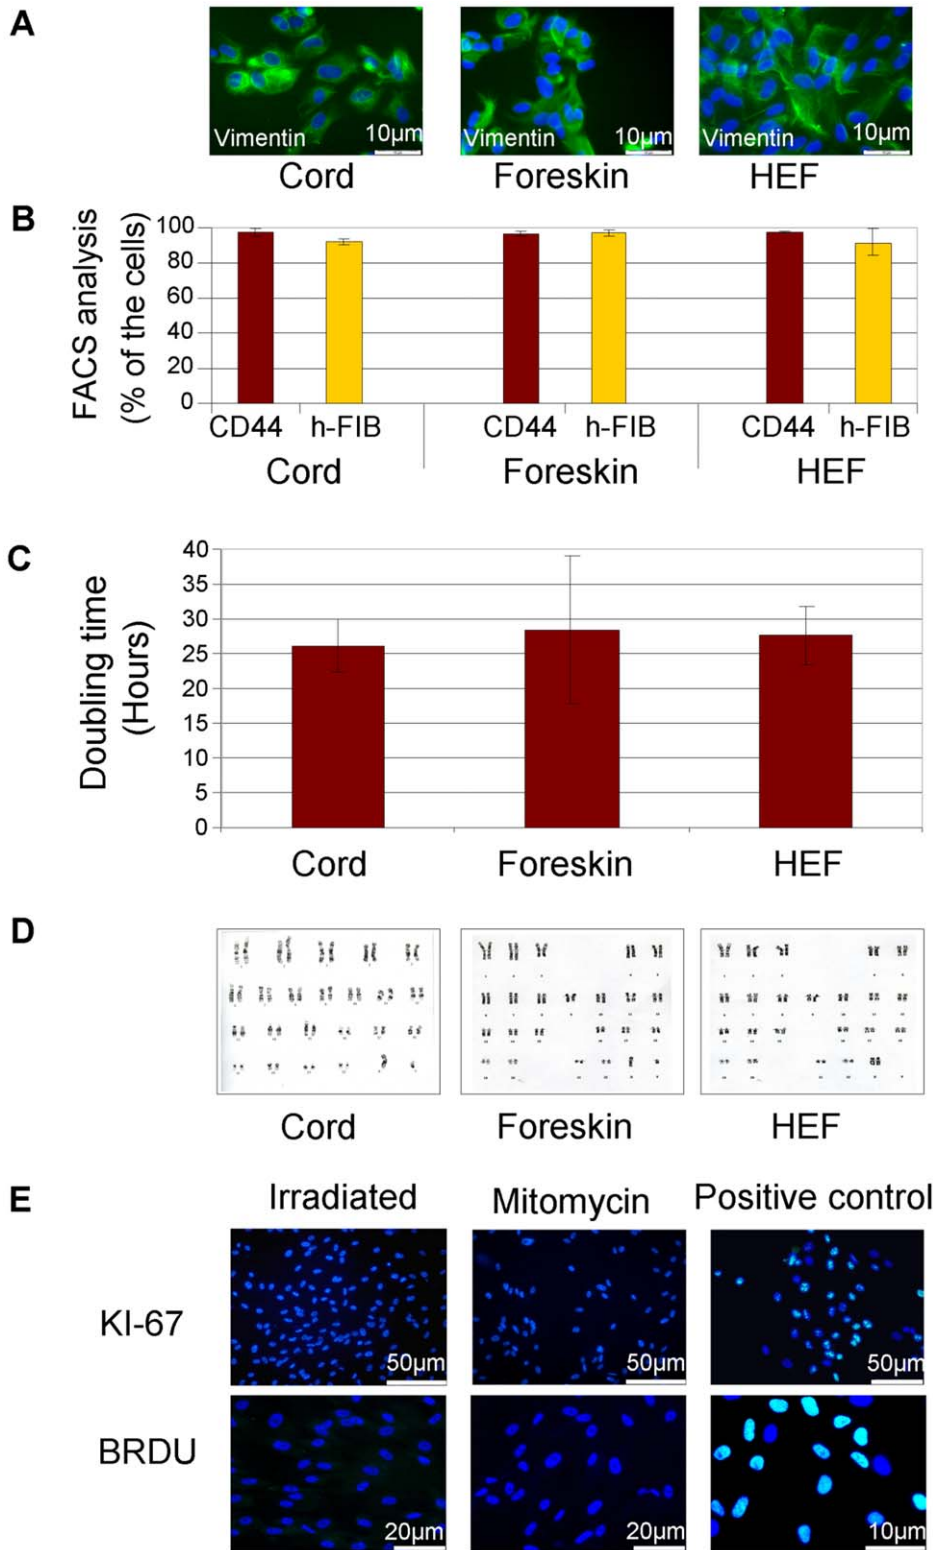 A
Vimentin 10µm
Vimentin 10µm
Vimentin 10µm
Cord Foreskin HEF
B
FACS analysis
(% of the cells)
100
80
60
40
20
0
CD44 h-FIB CD44 h-FIB CD44 h-FIB
Cord Foreskin HEF
C
Doubling time
(Hours)
40
35
30
25
20
15
10
5
0
Cord Foreskin HEF
D
Cord Foreskin HEF
E
Irradiated Mitomycin Positive control
KI-67
50µm 50µm 50µm
BRDU
20µm 20µm 10µm